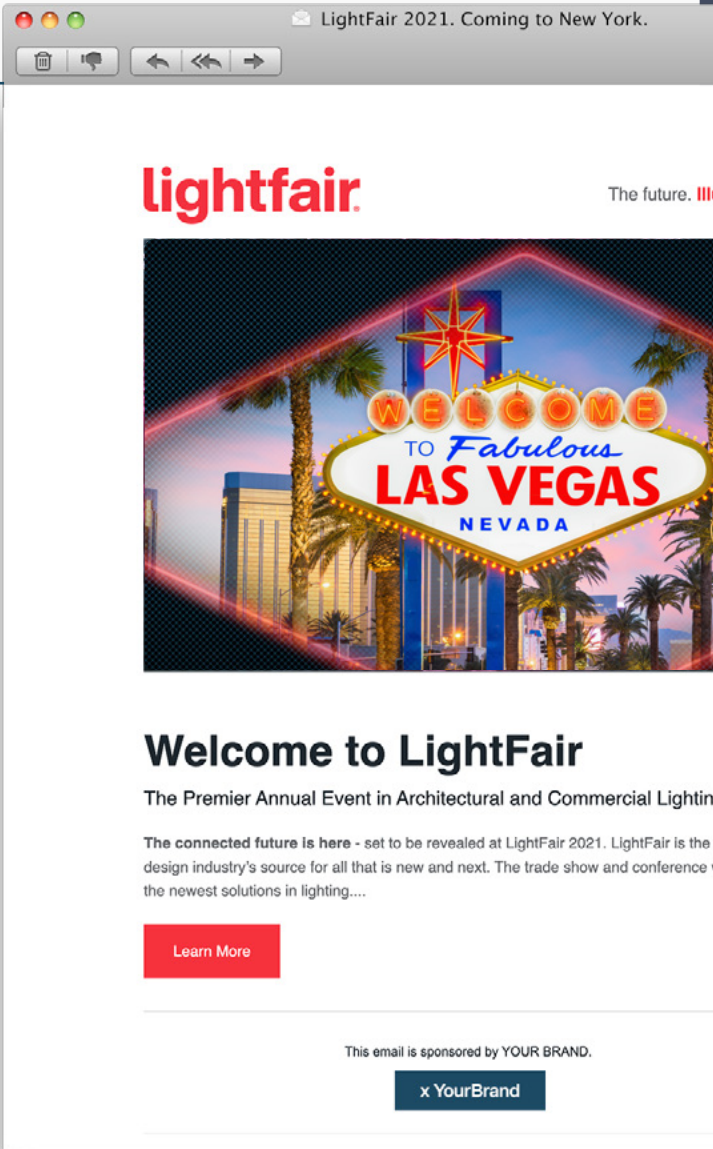 LightFair 2021. Coming to New York.
lightfair
The future.
WELCOME
TO Fabulous
LAS VEGAS
NEVADA
Welcome to LightFair
The Premier Annual Event in Architectural and Commercial
The connected future is here - set to be revealed at LightFair 2021. LightFair is the
design industry's source for all that is new and next. The trade show and conference
the newest solutions in lighting....
Learn More
This email is sponsored by YOUR BRAND.
x YourBrand